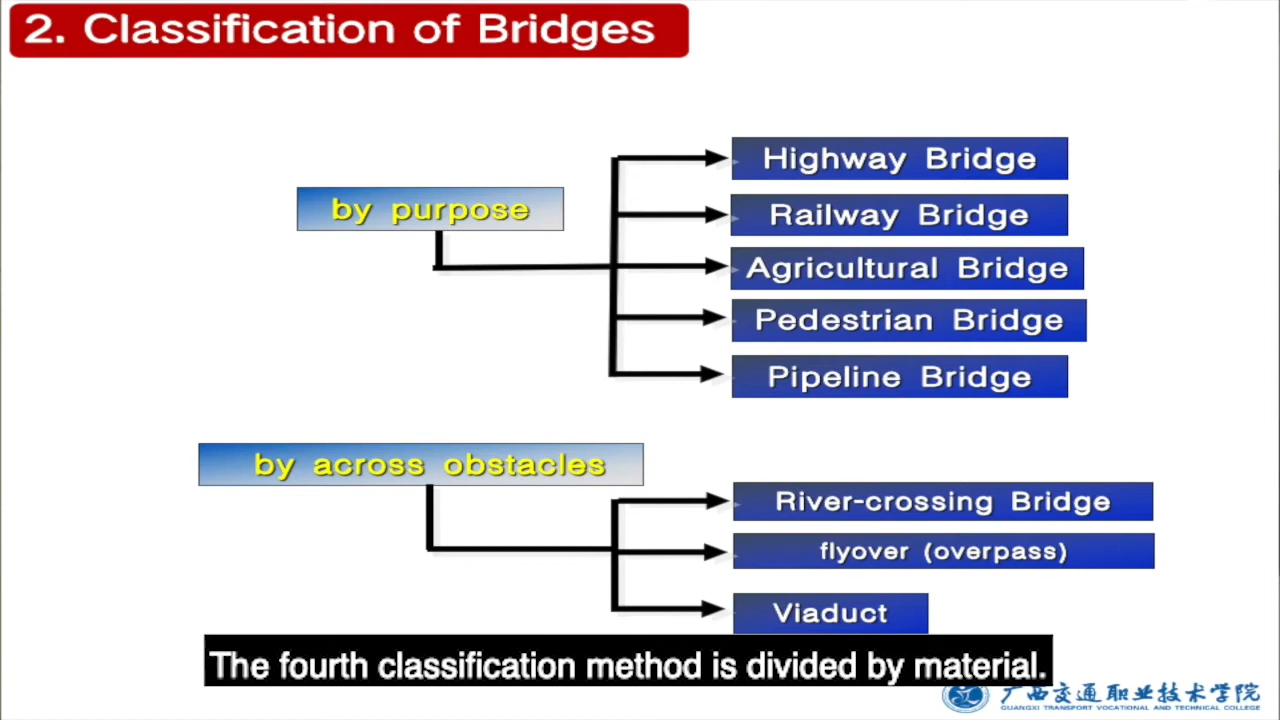 2. Classification of Bridges
by purpose
Highway Bridge
Railway Bridge
Agricultural Bridge
Pedestrian Bridge
Pipeline Bridge
by across obstacles
River-crossing Bridge
flyover (overpass)
Viaduct
The fourth classification method is divided by material.
广西交通职业技术学院
GUANGXI TRANSPORT VOCATIONAL AND TECHNICAL COLLEGE